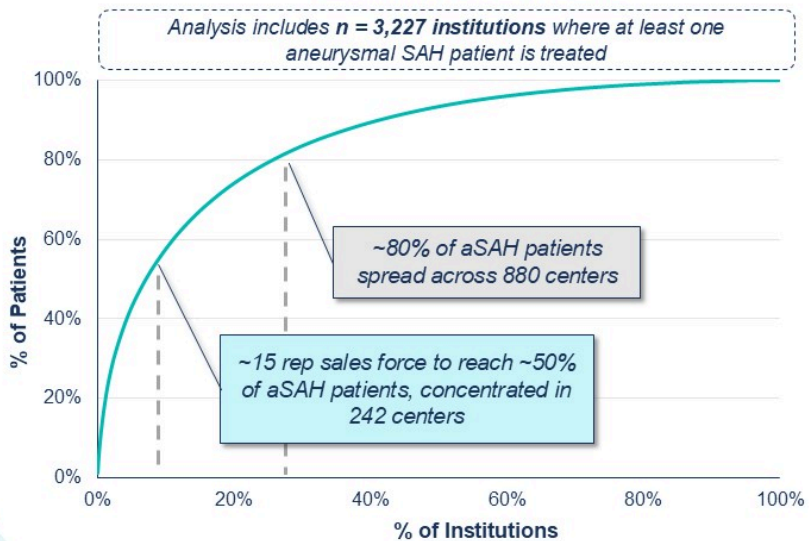 Analysis includes n = 3,227 institutions where at least one
aneurysmal SAH patient is treated
100%
80%
60%
40%
20%
0%
% of Patients
~80% of aSAH patients
spread across 880 centers
~15 rep sales force to reach ~50%
of aSAH patients, concentrated in
242 centers
0%
20%
40%
60%
80%
100%
% of Institutions